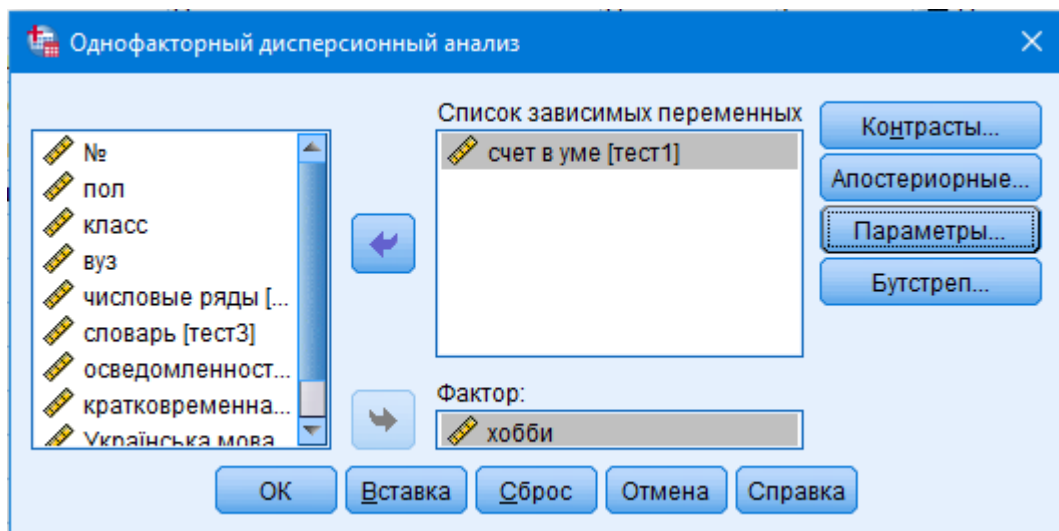 Однофакторный дисперсионный анализ
Список зависимых переменных
№
пол
класс
вуз
числовые ряды [...
словарь [тест3]
осведомленност...
кратковременна...
Українська мова
счет в уме [тест1]
Фактор:
хобби
Контрасты...
Апостериорные...
Параметры...
Бутстреп...
ОК
Вставка
Сброс
Отмена
Справка